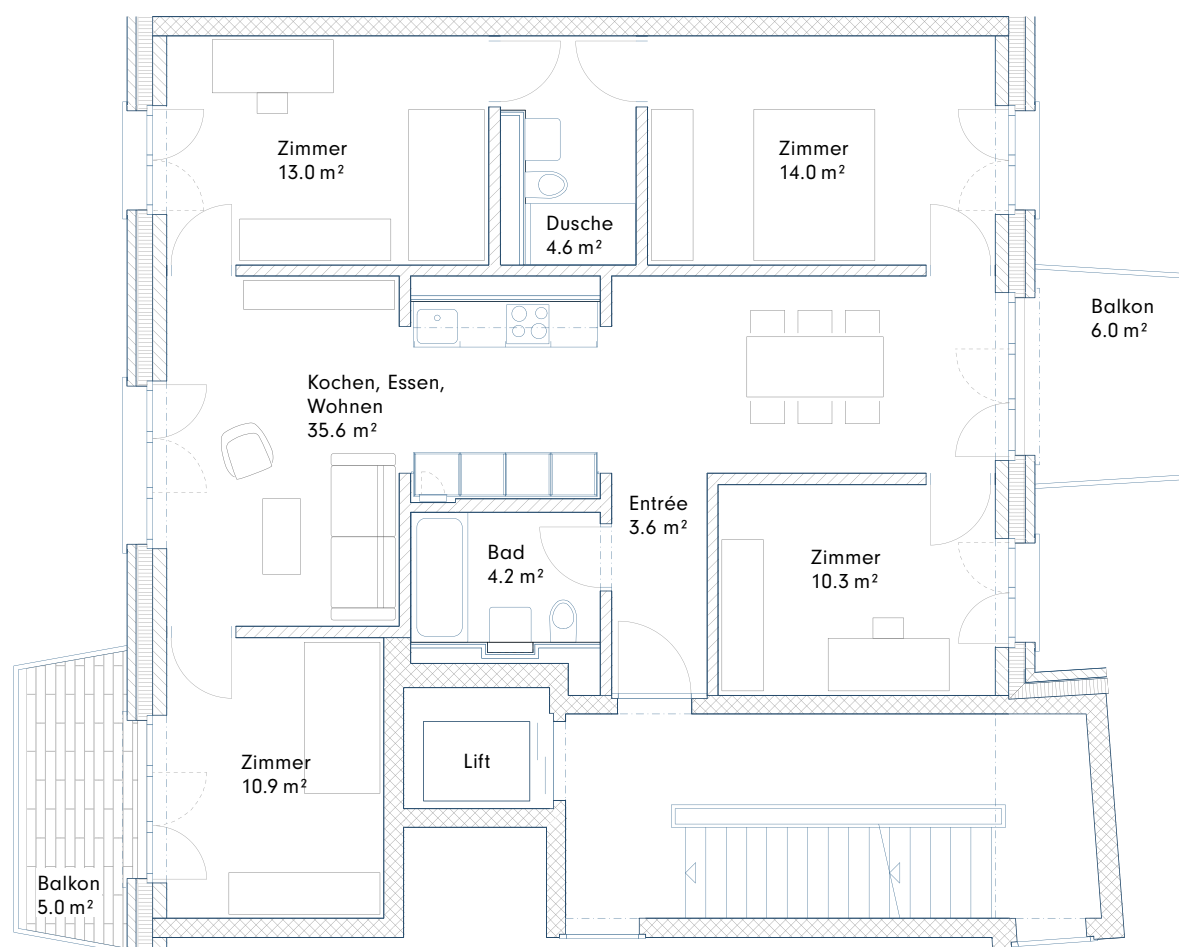 Zimmer
13.0 m²
Zimmer
14.0 m²
Dusche
4.6 m²
Balkon
6.0 m²
Kochen, Essen,
Wohnen
35.6 m²
Entrée
3.6 m²
Bad
4.2 m²
Zimmer
10.3 m²
Zimmer
10.9 m²
Lift
Balkon
5.0 m²